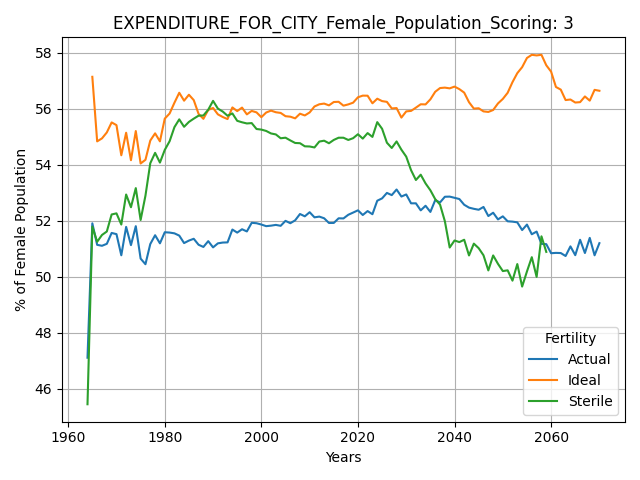 EXPENDITURE_FOR_CITY_Female_Population_Scoring: 3
% of Female Population
58
56
54
52
50
48
46
1960
1980
2000
2020
2040
2060
Years
Fertility
Actual
Ideal
Sterile